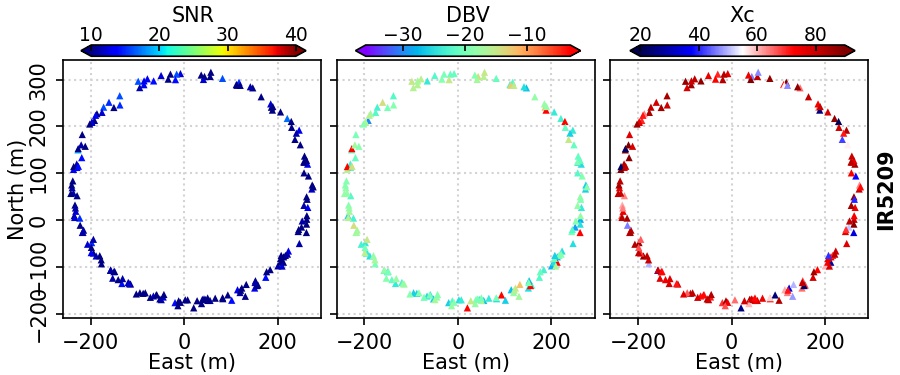 SNR DBV Xc
10 20 30 40 −30 −20 −10 20 40 60 80
300
200
100
0
−100
−200
North (m)
IR5209
−200 0 200 −200 0 200 −200 0 200
East (m) East (m) East (m)